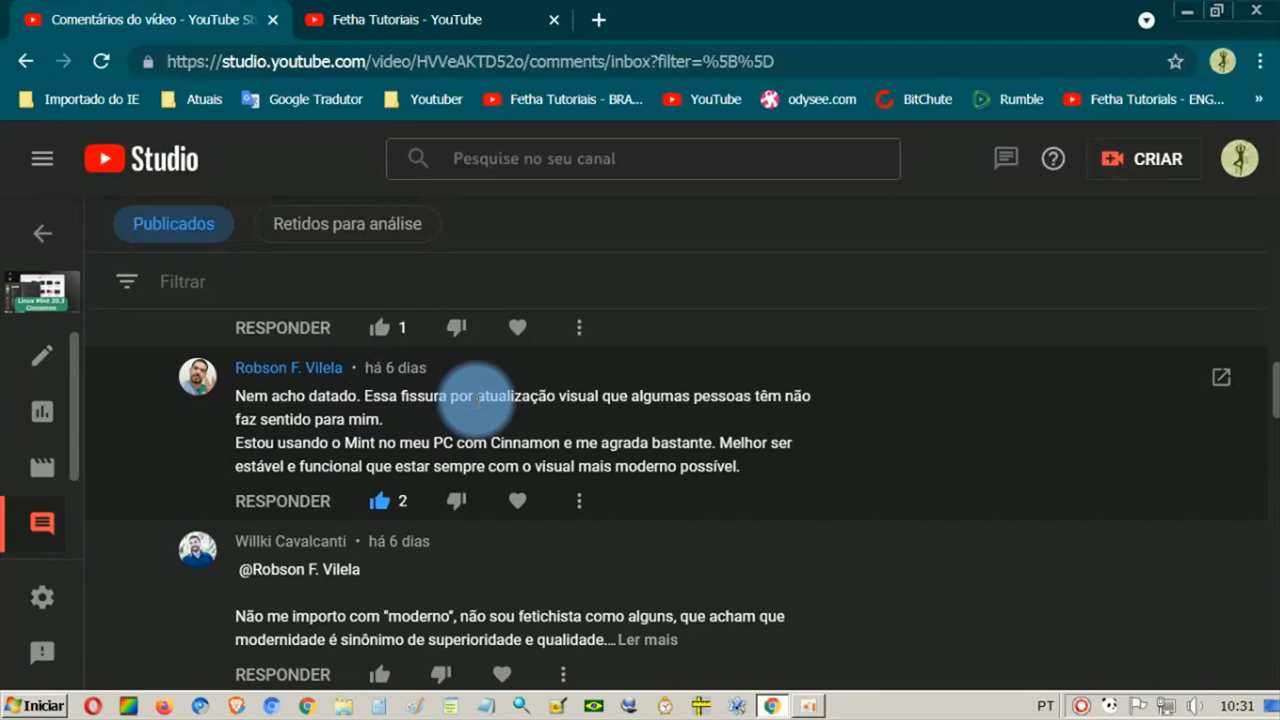 Comentários do vídeo - YouTube St
Fetha Tutoriais - YouTube
https://studio.youtube.com/video/HVVeAKTD52o/comments/inbox?filter=%5B%5D
Importado do IE
Atuais
Google Tradutor
Youtuber
Fetha Tutoriais - BRA...
YouTube
odysee.com
BitChute
Rumble
Fetha Tutorials - ENG...
»
Studio
Pesquise no seu canal
CRIAR
Publicados
Retidos para análise
Linux Mint 20.3
Cinnamon
Filtrar
RESPONDER 1
Robson F. Vilela • há 6 dias
Nem acho datado. Essa fissura por atualização visual que algumas pessoas têm não
faz sentido para mim.
Estou usando o Mint no meu PC com Cinnamon e me agrada bastante. Melhor ser
estável e funcional que estar sempre com o visual mais moderno possível.
RESPONDER 2
Willki Cavalcanti • há 6 dias
@Robson F. Vilela
Não me importo com "moderno", não sou fetichista como alguns, que acham que
modernidade é sinônimo de superioridade e qualidade... Ler mais
RESPONDER
Iniciar
PT
10:31